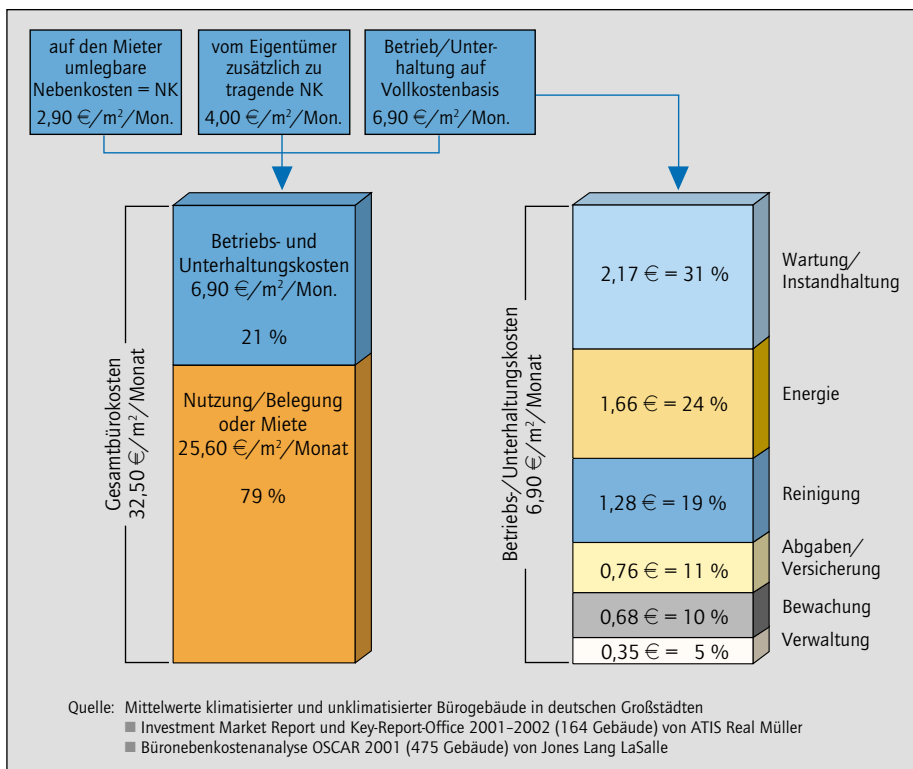 auf den Mieter
umlegbare
Nebenkosten = NK
2,90 €/m²/Mon.
vom Eigentümer
zusätzlich zu
tragende NK
4,00 €/m²/Mon.
Betrieb/Unter-
haltung auf
Vollkostenbasis
6,90 €/m²/Mon.
Gesamtbürokosten
32,50 €/m²/Monat
Betriebs- und
Unterhaltungskosten
6,90 €/m²/Mon.
21 %
Nutzung/Belegung
oder Miete
25,60 €/m²/Monat
79 %
Betriebs-/Unterhaltungskosten
6,90 €/m²/Monat
2,17 € = 31 %
Wartung/
Instandhaltung
1,66 € = 24 %
Energie
1,28 € = 19 %
Reinigung
0,76 € = 11 %
Abgaben/
Versicherung
0,68 € = 10 %
Bewachung
0,35 € = 5 %
Verwaltung
Quelle: Mittelwerte klimatisierter und unklimatisierter Bürogebäude in deutschen Großstädten
■ Investment Market Report und Key-Report-Office 2001–2002 (164 Gebäude) von ATIS Real Müller
■ Büronebenkostenanalyse OSCAR 2001 (475 Gebäude) von Jones Lang LaSalle